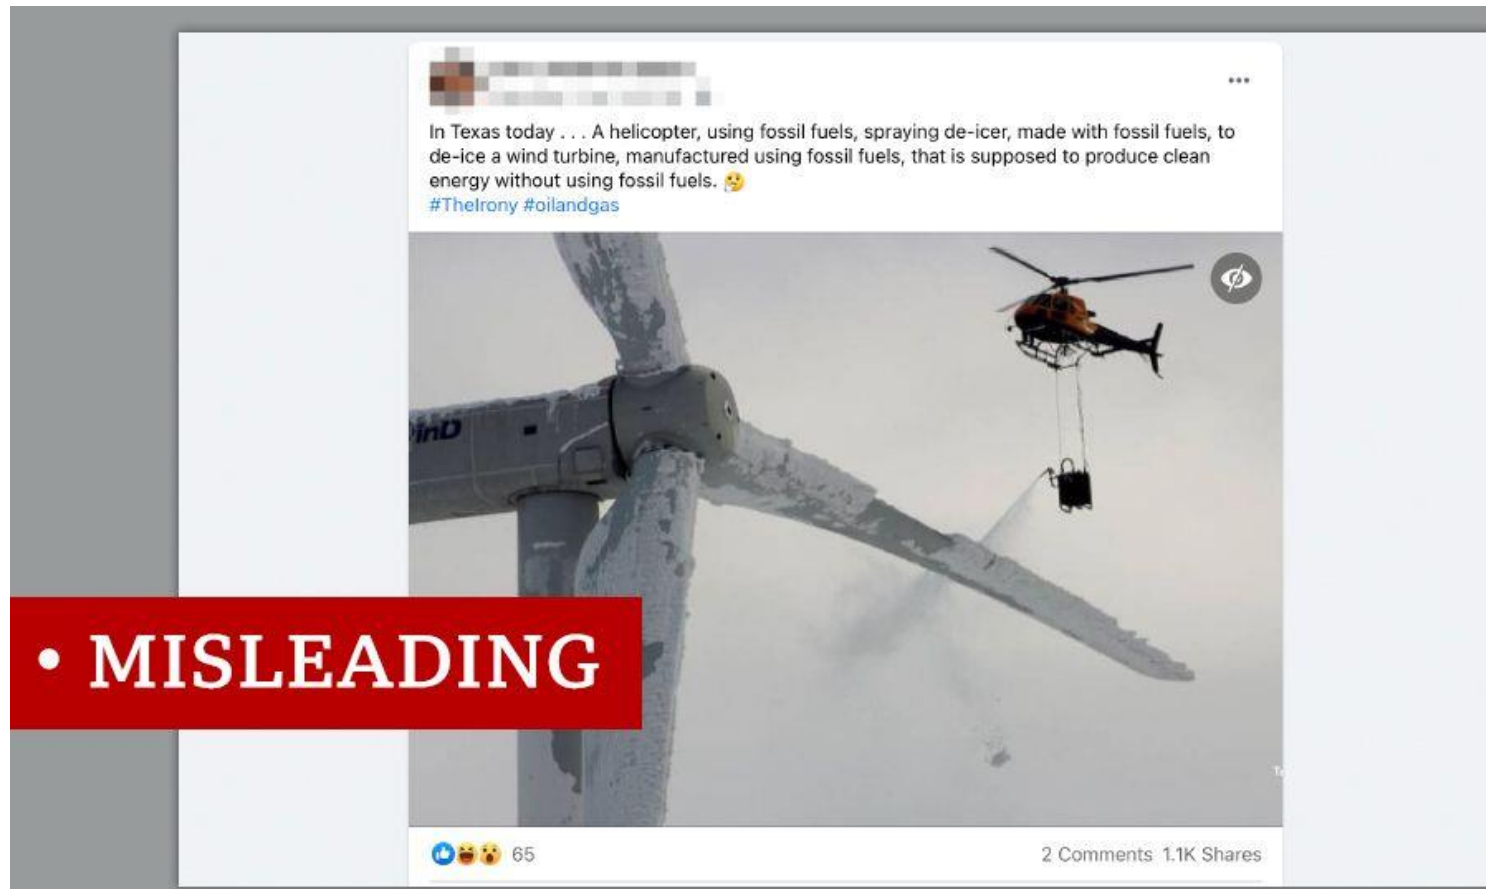 In Texas today . . . A helicopter, using fossil fuels, spraying de-icer, made with fossil fuels, to
de-ice a wind turbine, manufactured using fossil fuels, that is supposed to produce clean
energy without using fossil fuels. 🤔
#TheIrony #oilandgas
inD
• MISLEADING
65
2 Comments 1.1K Shares